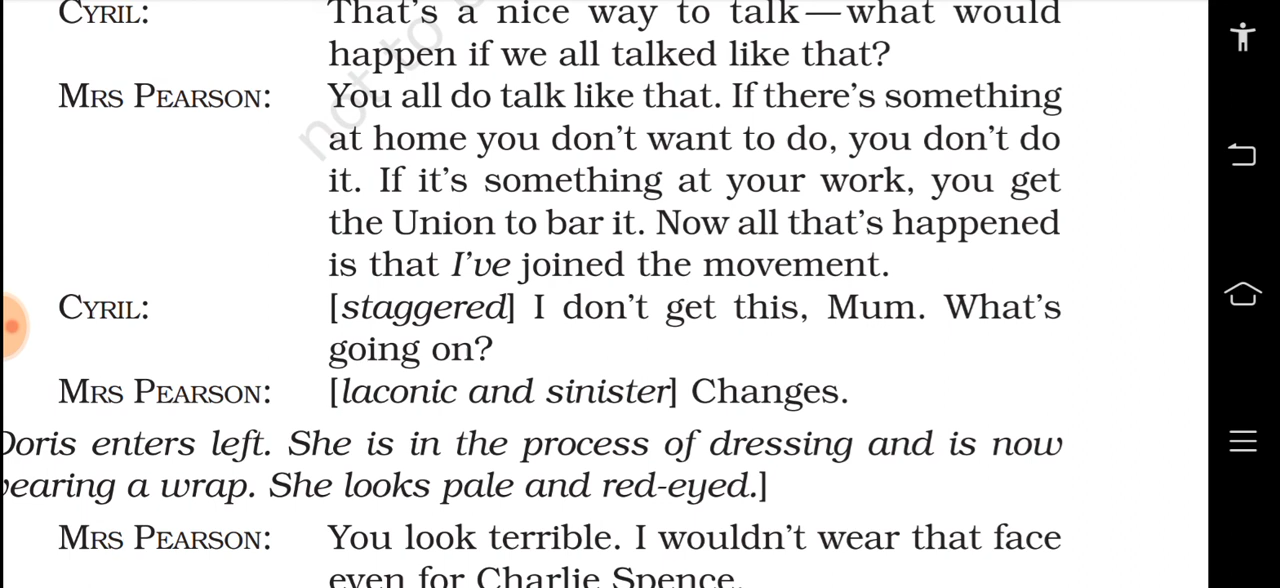 CYRIL: That's a nice way to talk—what would
happen if we all talked like that?
MRS PEARSON: You all do talk like that. If there's something
at home you don't want to do, you don't do
it. If it's something at your work, you get
the Union to bar it. Now all that's happened
is that I've joined the movement.
CYRIL: [staggered] I don't get this, Mum. What's
going on?
MRS PEARSON: [laconic and sinister] Changes.
Doris enters left. She is in the process of dressing and is now
wearing a wrap. She looks pale and red-eyed.]
MRS PEARSON: You look terrible. I wouldn't wear that face
even for Charlie Spence.
not to